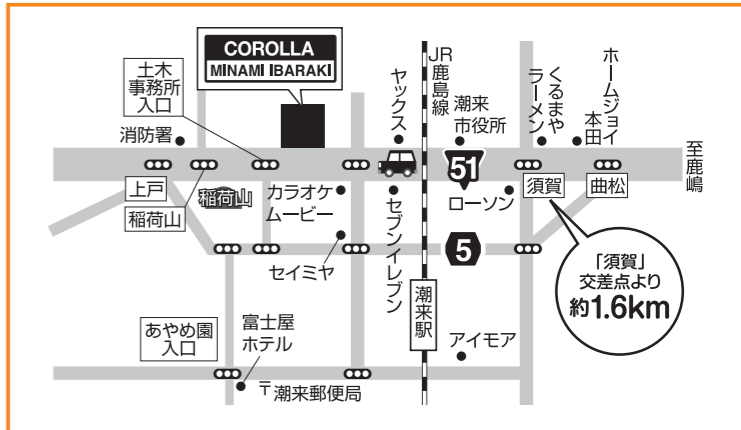 COROLLA
MINAMI IBARAKI
土木
事務所
入口
消防署
上戸
稲荷山
稲荷山
カラオケ
ムービー
セイミヤ
ヤックス
セブンイレブン
JR鹿島線
潮来
市役所
51
ローソン
くるまや
ラーメン
ホームジョイ
本田
須賀
曲松
至鹿嶋
5
「須賀」
交差点より
約1.6km
潮来駅
アイモア
あやめ園
入口
富士屋
ホテル
〒潮来郵便局